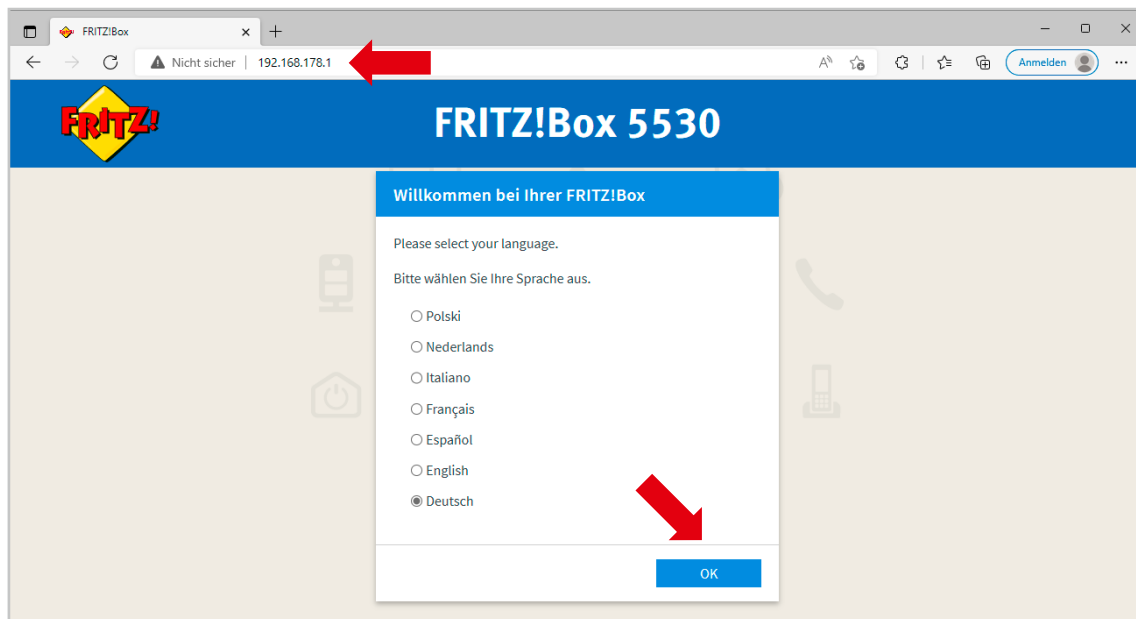 FRITZ!Box
Nicht sicher | 192.168.178.1
Anmelden
FRITZ!
FRITZ!Box 5530
Willkommen bei Ihrer FRITZ!Box
Please select your language.
Bitte wählen Sie Ihre Sprache aus.
Polski
Nederlands
Italiano
Français
Español
English
Deutsch
OK